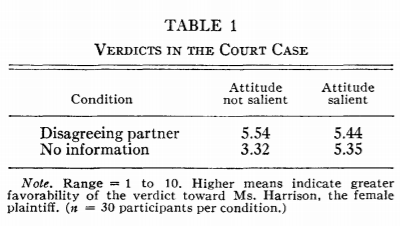 TABLE 1
VERDICTS IN THE COURT CASE
Condition Attitude not salient Attitude salient
Disagreeing partner 5.54 5.44
No information 3.32 5.35
Note. Range = 1 to 10. Higher means indicate greater
favorability of the verdict toward Ms. Harrison, the female
plaintiff. (n = 30 participants per condition.)